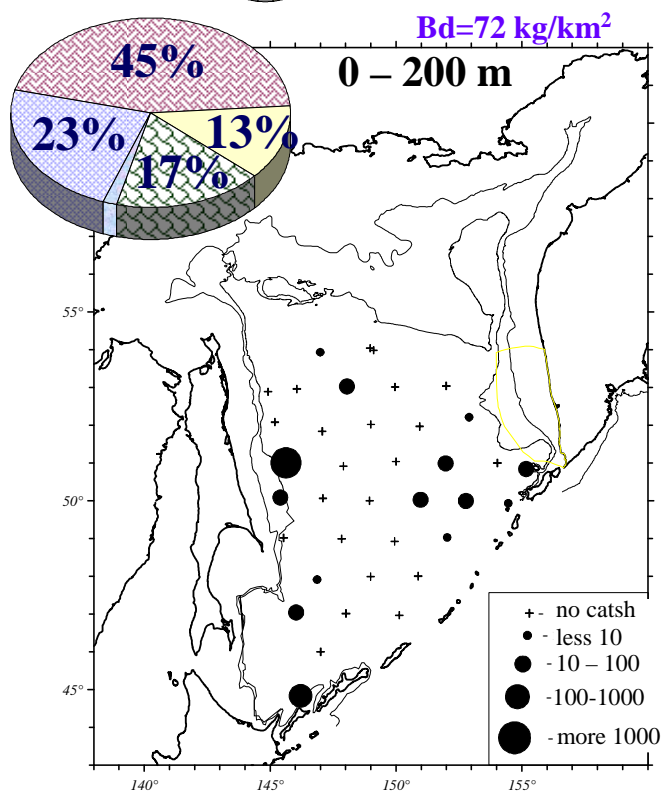 Bd=72 kg/km²
45%
0 – 200 m
23%
13%
17%
55°
50°
45°
+- no catsh
- less 10
-10 – 100
-100-1000
- more 1000
140°
145°
150°
155°